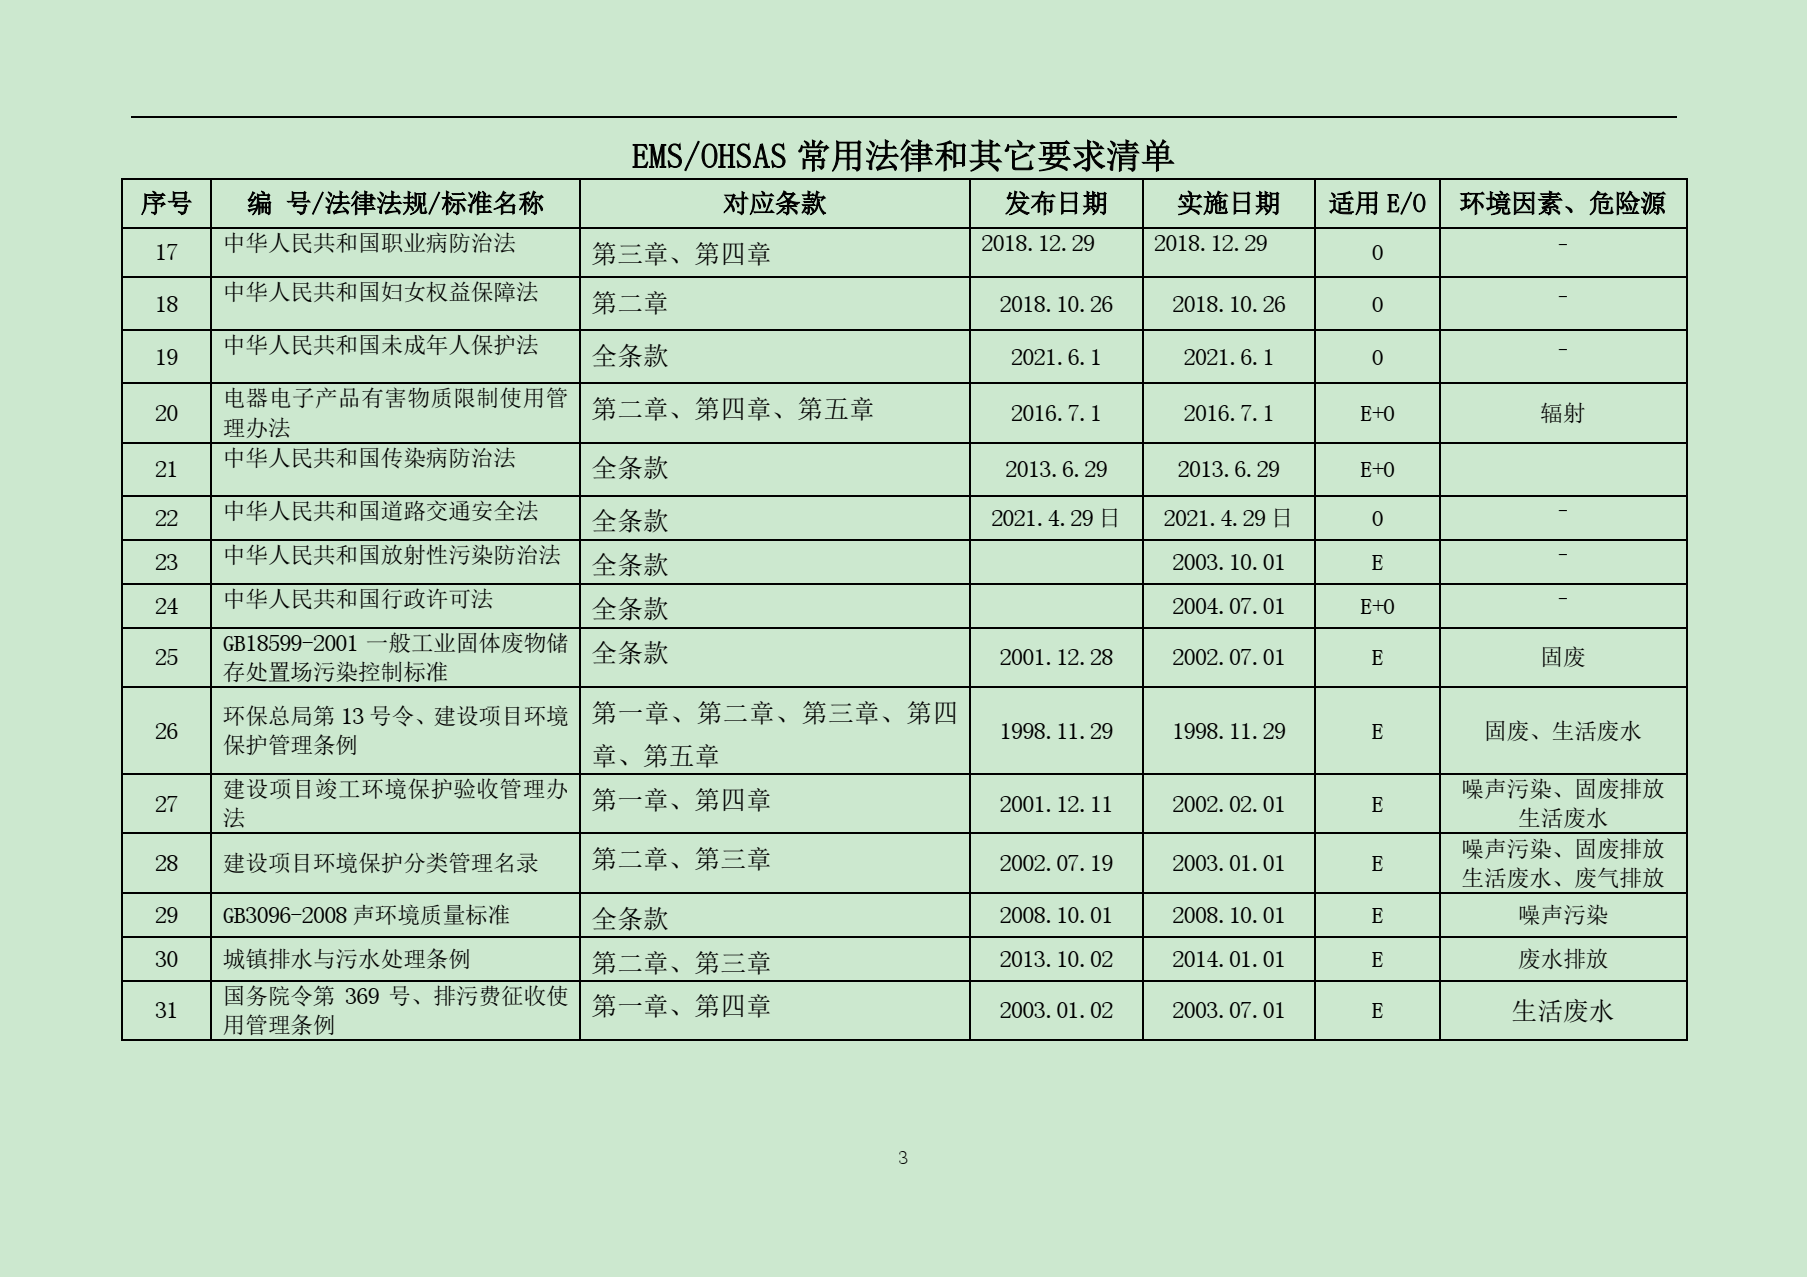 EMS/OHSAS 常用法律和其它要求清单
序号 编 号/法律法规/标准名称 对应条款 发布日期 实施日期 适用 E/O 环境因素、危险源
17 中华人民共和国职业病防治法 第三章、第四章 2018.12.29 2018.12.29 O -
18 中华人民共和国妇女权益保障法 第二章 2018.10.26 2018.10.26 O -
19 中华人民共和国未成年人保护法 全条款 2021.6.1 2021.6.1 O -
20 电器电子产品有害物质限制使用管
理办法 第二章、第四章、第五章 2016.7.1 2016.7.1 E+O 辐射
21 中华人民共和国传染病防治法 全条款 2013.6.29 2013.6.29 E+O
22 中华人民共和国道路交通安全法 全条款 2021.4.29日 2021.4.29日 O -
23 中华人民共和国放射性污染防治法 全条款 2003.10.01 E -
24 中华人民共和国行政许可法 全条款 2004.07.01 E+O -
25 GB18599-2001 一般工业固体废物储
存处置场污染控制标准 全条款 2001.12.28 2002.07.01 E 固废
26 环保总局第 13 号令、建设项目环境
保护管理条例 第一章、第二章、第三章、第四
章、第五章 1998.11.29 1998.11.29 E 固废、生活废水
27 建设项目竣工环境保护验收管理办
法 第一章、第四章 2001.12.11 2002.02.01 E 噪声污染、固废排放
生活废水
28 建设项目环境保护分类管理名录 第二章、第三章 2002.07.19 2003.01.01 E 噪声污染、固废排放
生活废水、废气排放
29 GB3096-2008 声环境质量标准 全条款 2008.10.01 2008.10.01 E 噪声污染
30 城镇排水与污水处理条例 第二章、第三章 2013.10.02 2014.01.01 E 废水排放
31 国务院令第 369 号、排污费征收使
用管理条例 第一章、第四章 2003.01.02 2003.07.01 E 生活废水
3